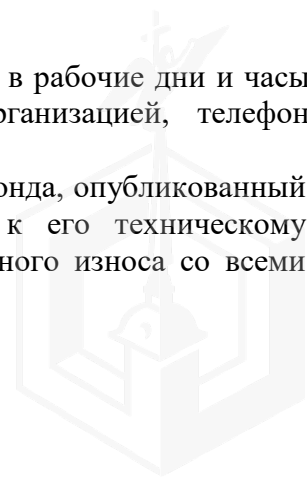 в рабочие дни и часы
рганизацией, телефон
онда, опубликованный
к его техническому
ного износа со всеми